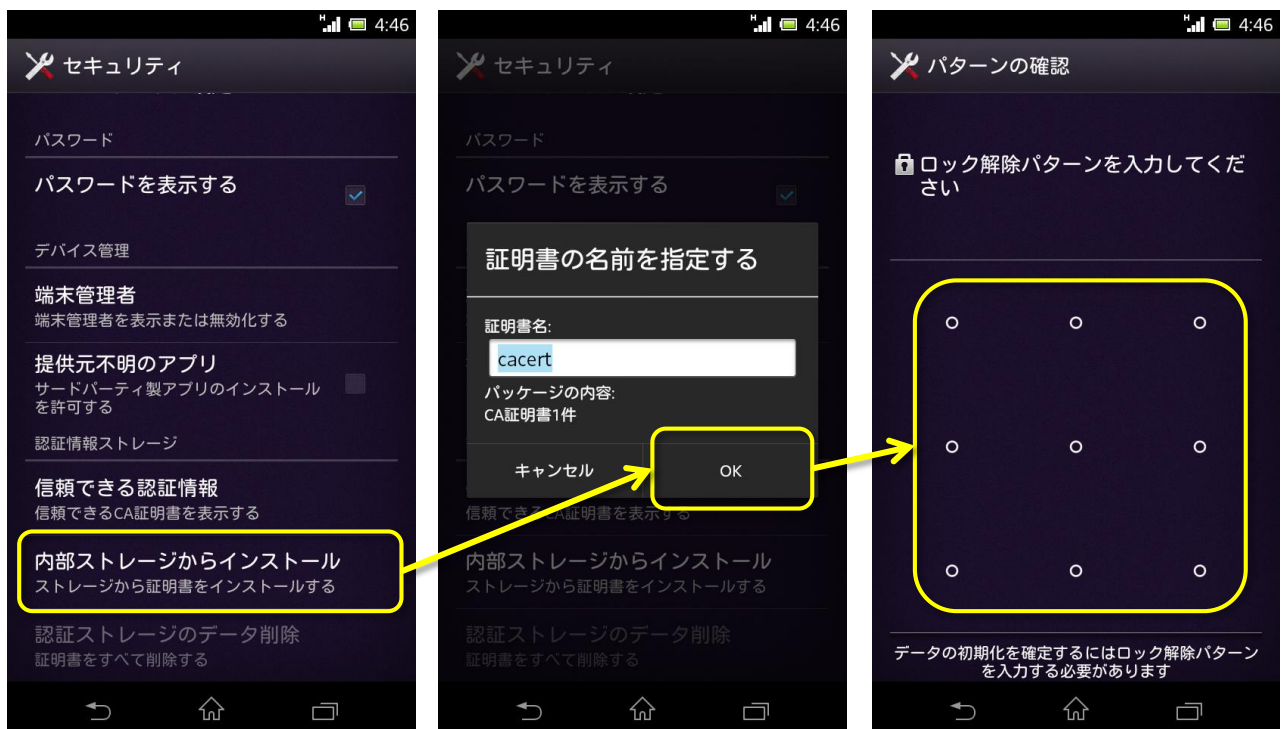 H 4:46
セキュリティ
パスワード
パスワードを表示する
デバイス管理
端末管理者
端末管理者を表示または無効化する
提供元不明のアプリ
サードパーティ製アプリのインストール
を許可する
認証情報ストレージ
信頼できる認証情報
信頼できるCA証明書を表示する
内部ストレージからインストール
ストレージから証明書をインストールする
認証ストレージのデータ削除
証明書をすべて削除する
H 4:46
セキュリティ
パスワード
パスワードを表示する
証明書の名前を指定する
証明書名:
cacert
パッケージの内容:
CA証明書1件
キャンセル
OK
信頼できるCA証明書を表示する
内部ストレージからインストール
ストレージから証明書をインストールする
認証ストレージのデータ削除
証明書をすべて削除する
H 4:46
パターンの確認
ロック解除パターンを入力してくだ
さい
データの初期化を確定するにはロック解除パターン
を入力する必要があります